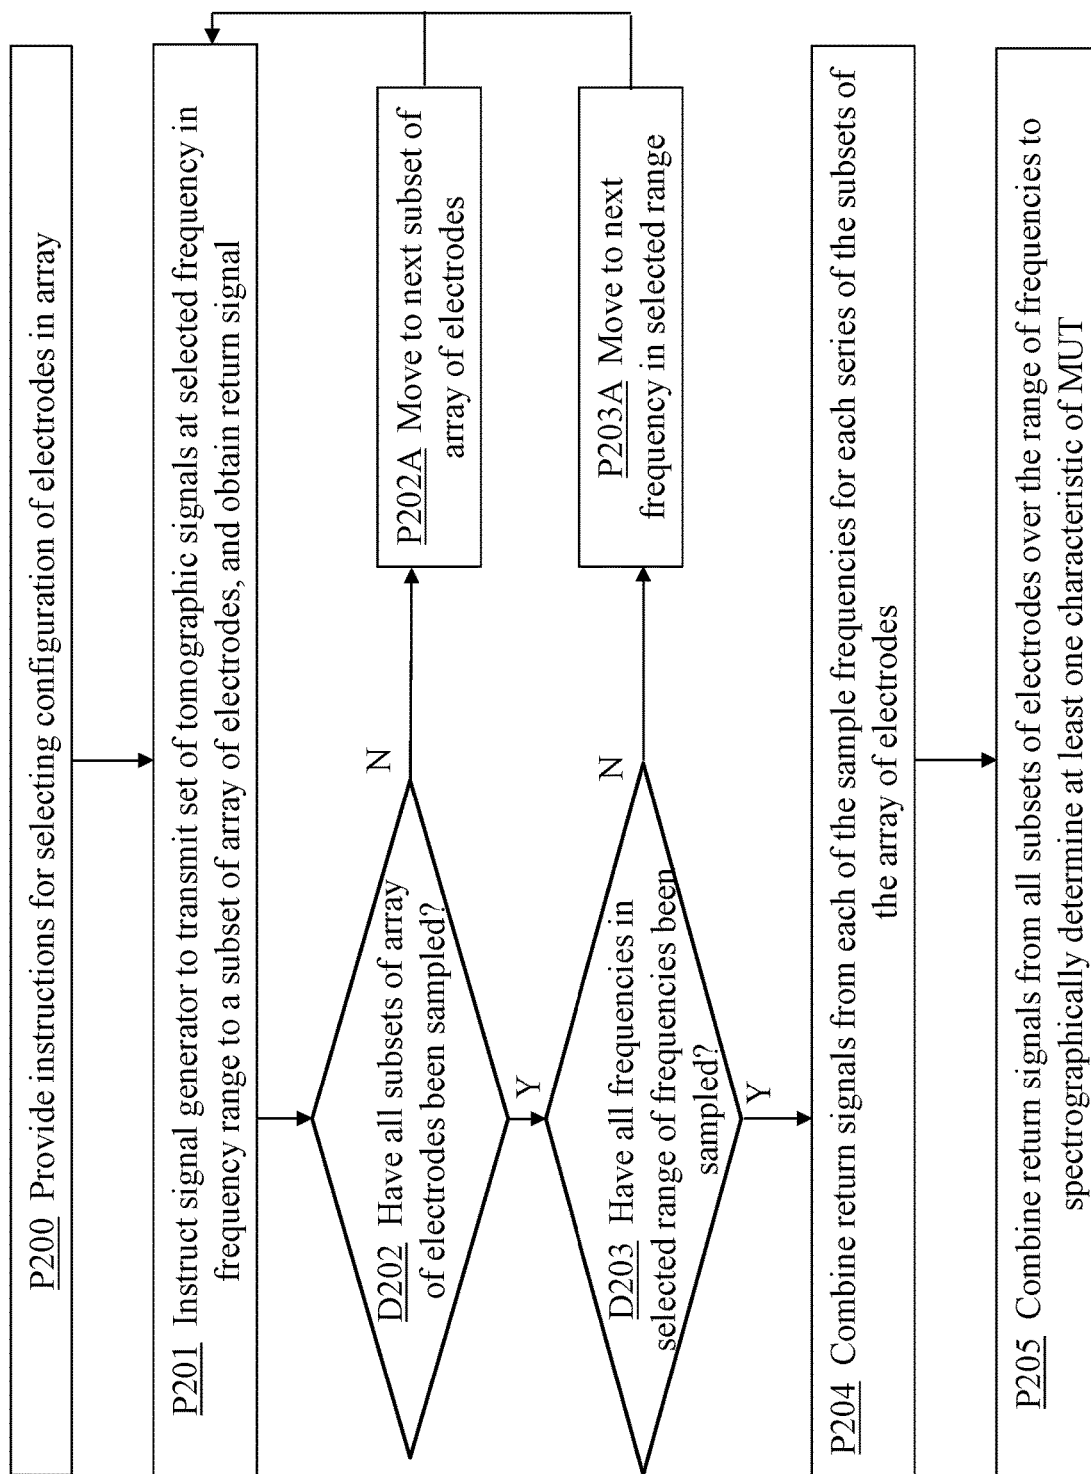 P200 Provide instructions for selecting configuration of electrodes in array
P201 Instruct signal generator to transmit set of tomographic signals at selected frequency in
frequency range to a subset of array of electrodes, and obtain return signal
D202 Have all subsets of array
of electrodes been sampled?
N
P202A Move to next subset of
array of electrodes
Y
D203 Have all frequencies in
selected range of frequencies been
sampled?
N
P203A Move to next
frequency in selected range
Y
P204 Combine return signals from each of the sample frequencies for each series of the subsets of
the array of electrodes
P205 Combine return signals from all subsets of electrodes over the range of frequencies to
spectrographically determine at least one characteristic of MUT